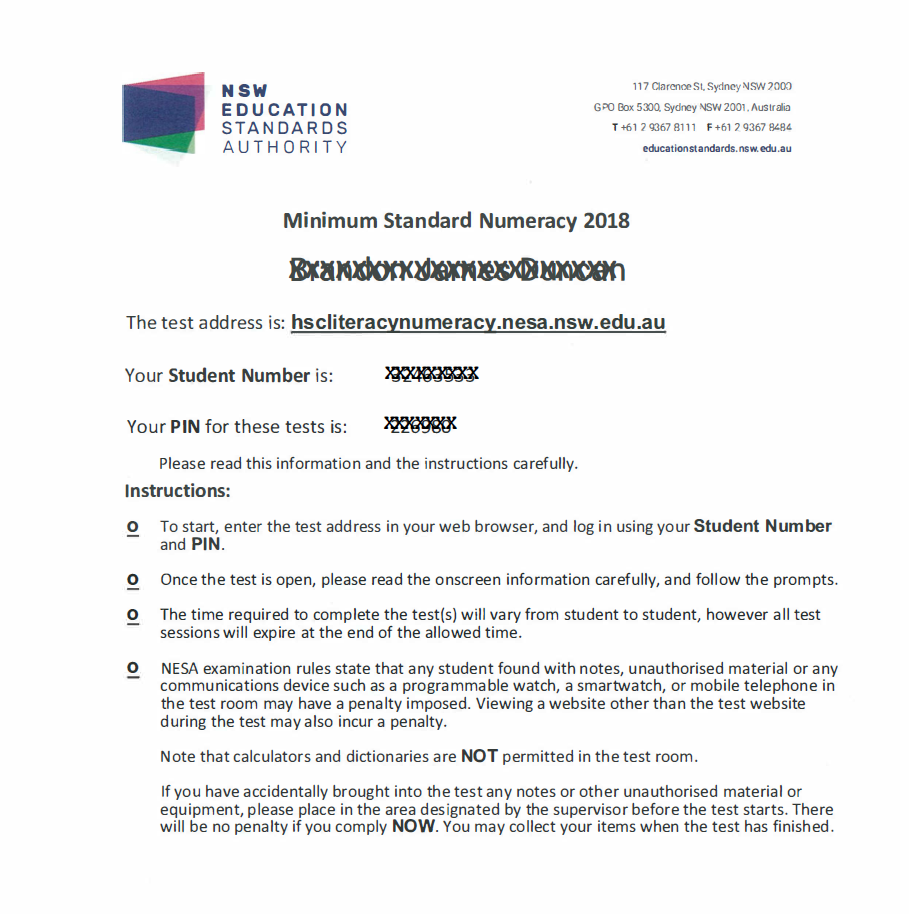 NSW
EDUCATION
STANDARDS
AUTHORITY
117 Clarence St, Sydney NSW 2000
GPO Box 5300, Sydney NSW 2001, Australia
T +61 2 9367 8111 F +61 2 9367 8484
educationstandards.nsw.edu.au
Minimum Standard Numeracy 2018
The test address is: hscliteracynumeracy.nesa.nsw.edu.au
Your Student Number is:
Your PIN for these tests is:
Please read this information and the instructions carefully.
Instructions:
o To start, enter the test address in your web browser, and log in using your Student Number
and PIN.
o Once the test is open, please read the onscreen information carefully, and follow the prompts.
o The time required to complete the test(s) will vary from student to student, however all test
sessions will expire at the end of the allowed time.
o NESA examination rules state that any student found with notes, unauthorised material or any
communications device such as a programmable watch, a smartwatch, or mobile telephone in
the test room may have a penalty imposed. Viewing a website other than the test website
during the test may also incur a penalty.
Note that calculators and dictionaries are NOT permitted in the test room.
If you have accidentally brought into the test any notes or other unauthorised material or
equipment, please place in the area designated by the supervisor before the test starts. There
will be no penalty if you comply NOW. You may collect your items when the test has finished.